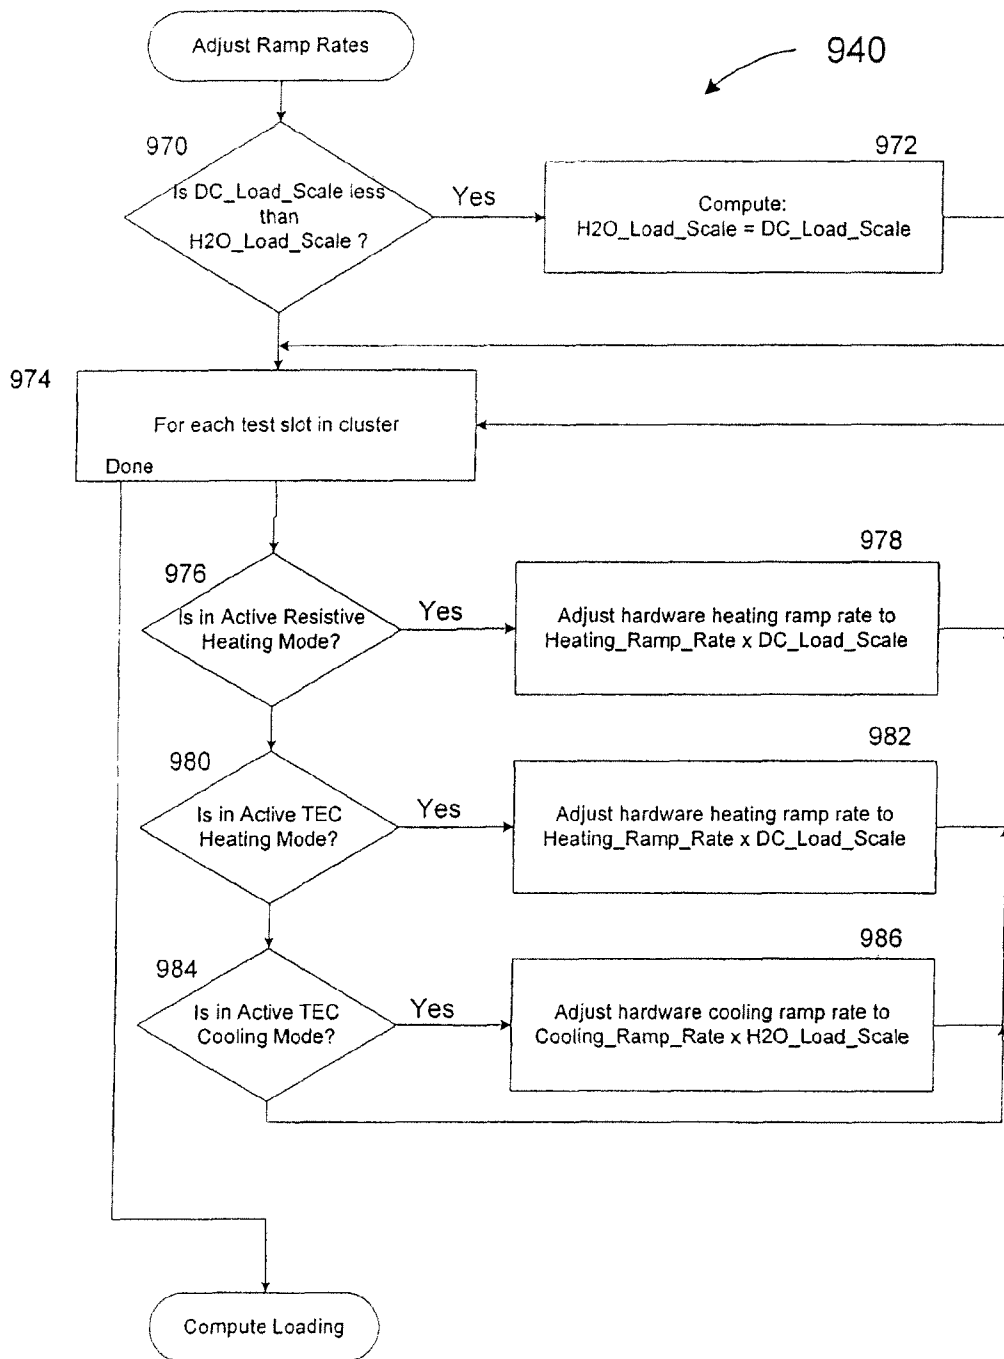 Adjust Ramp Rates
940
970
Is DC_Load_Scale less
than
H2O_Load_Scale ?
Yes
972
Compute:
H2O_Load_Scale = DC_Load_Scale
974
For each test slot in cluster
Done
976
Is in Active Resistive
Heating Mode?
Yes
978
Adjust hardware heating ramp rate to
Heating_Ramp_Rate x DC_Load_Scale
980
Is in Active TEC
Heating Mode?
Yes
982
Adjust hardware heating ramp rate to
Heating_Ramp_Rate x DC_Load_Scale
984
Is in Active TEC
Cooling Mode?
Yes
986
Adjust hardware cooling ramp rate to
Cooling_Ramp_Rate x H2O_Load_Scale
Compute Loading